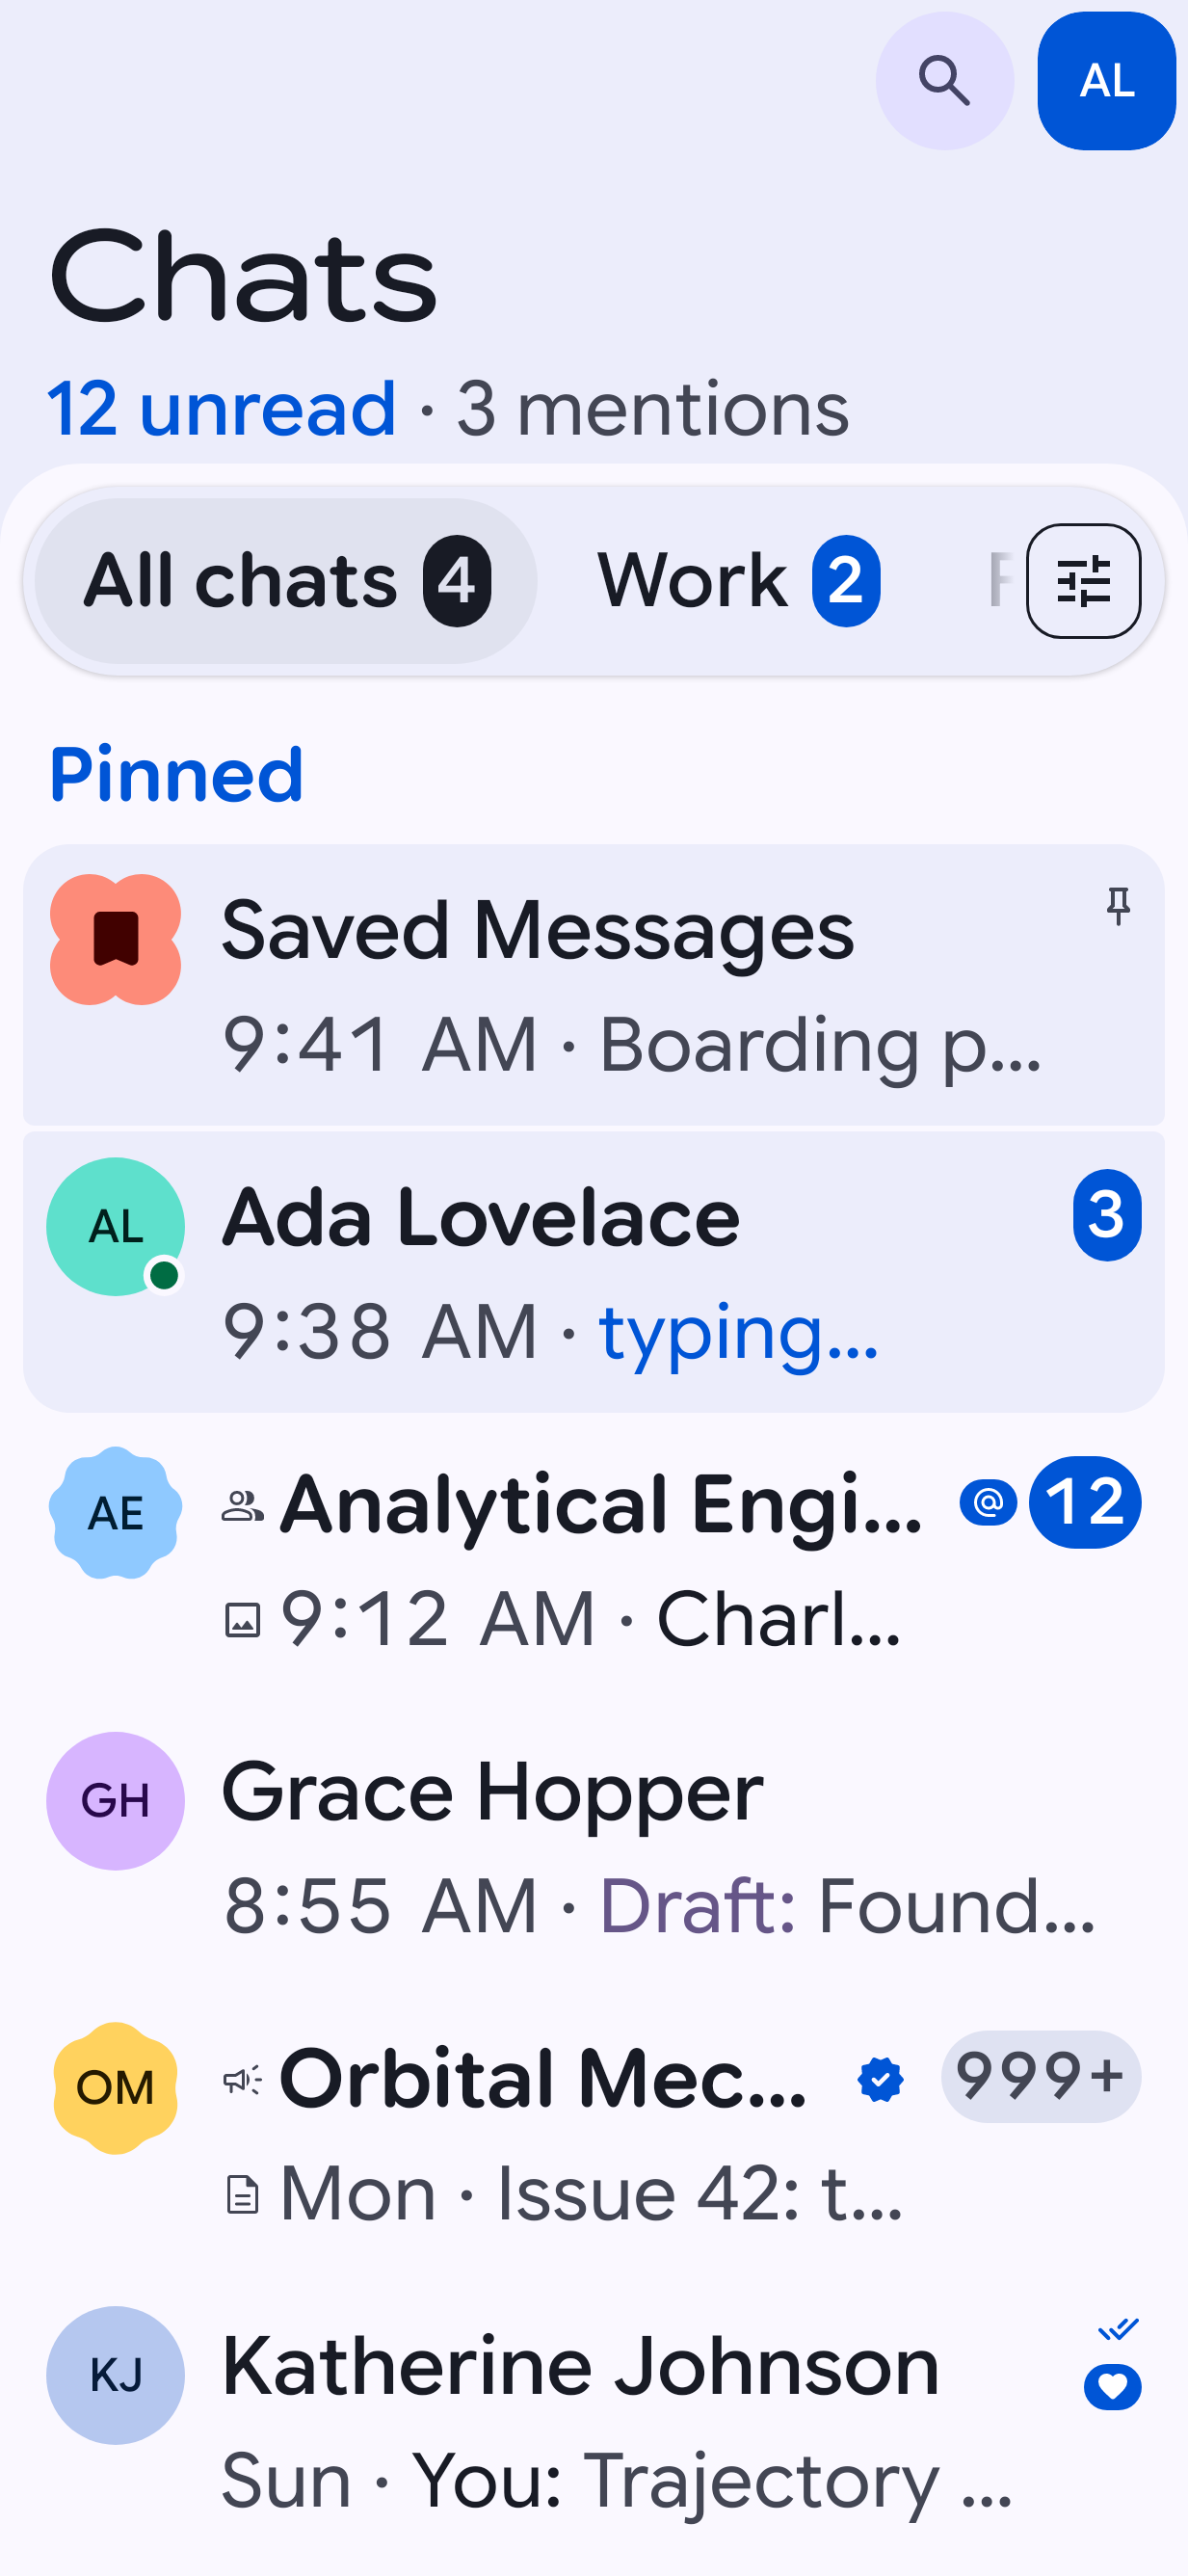 AL
Chats
12 unread · 3 mentions
All chats 4 Work 2
Pinned
Saved Messages
9:41 AM · Boarding p...
AL Ada Lovelace 3
9:38 AM · typing...
AE Analytical Engi... @ 12
9:12 AM · Charl...
GH Grace Hopper
8:55 AM · Draft: Found...
OM Orbital Mec... 999+
Mon · Issue 42: t...
KJ Katherine Johnson
Sun · You: Trajectory ...